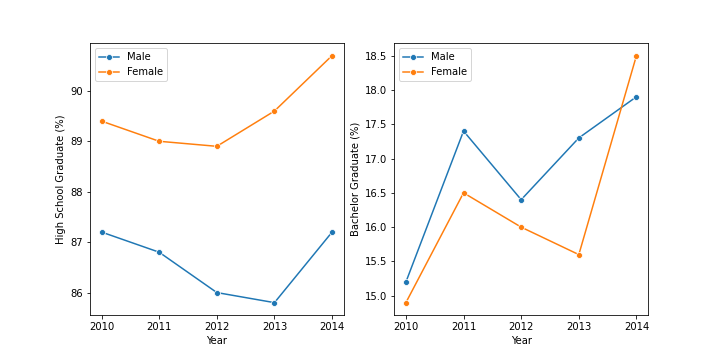 Male
Female
High School Graduate (%)
90
89
88
87
86
2010 2011 2012 2013 2014
Year
Male
Female
Bachelor Graduate (%)
18.5
18.0
17.5
17.0
16.5
16.0
15.5
15.0
2010 2011 2012 2013 2014
Year